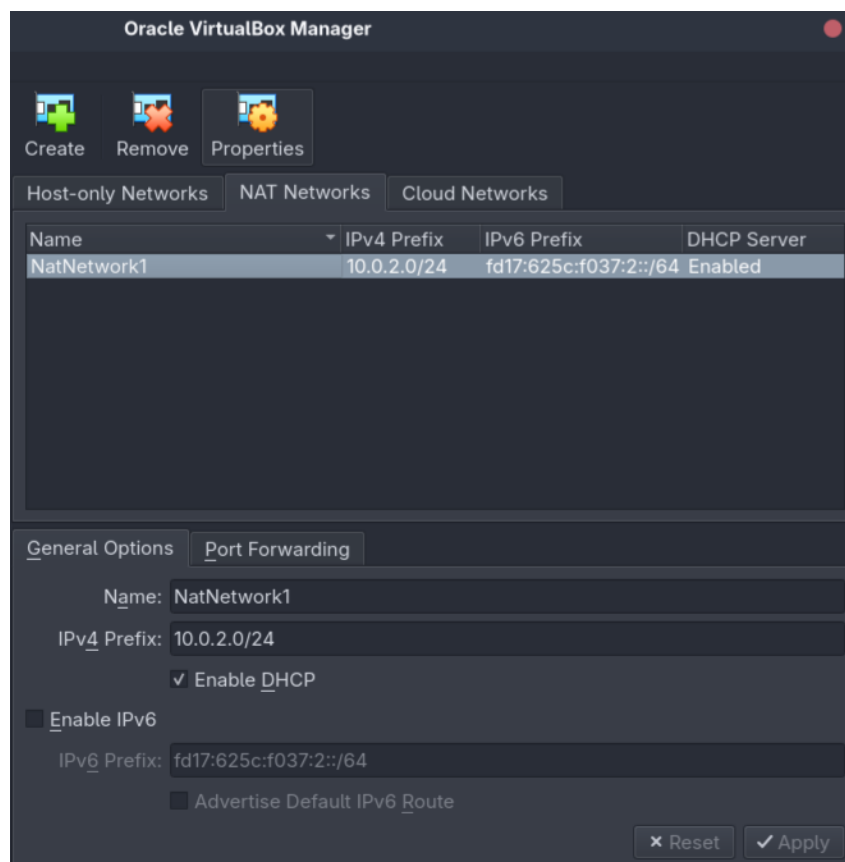 Oracle VirtualBox Manager
Create Remove Properties
Host-only Networks NAT Networks Cloud Networks
Name IPv4 Prefix IPv6 Prefix DHCP Server
NatNetwork1 10.0.2.0/24 fd17:625c:f037:2::/64 Enabled
General Options Port Forwarding
Name: NatNetwork1
IPv4 Prefix: 10.0.2.0/24
Enable DHCP
Enable IPv6
IPv6 Prefix: fd17:625c:f037:2::/64
Advertise Default IPv6 Route
Reset Apply